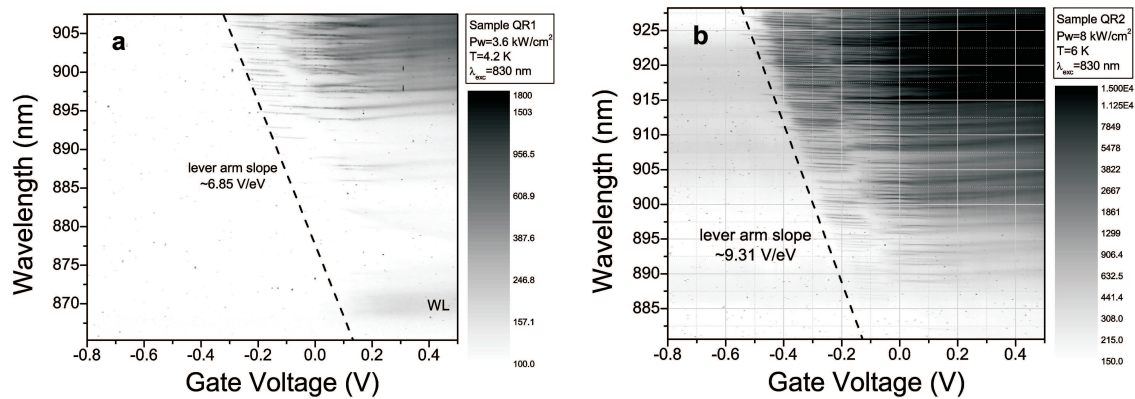 a
Sample QR1
Pw=3.6 kW/cm²
T=4.2 K
λexc=830 nm
905
900
895
890
885
880
875
870
Wavelength (nm)
lever arm slope
~6.85 V/eV
WL
-0.8
-0.6
-0.4
-0.2
0.0
0.2
0.4
Gate Voltage (V)
1800
1503
956.5
608.9
387.6
246.8
157.1
100.0
b
Sample QR2
Pw=8 kW/cm²
T=6 K
λexc=830 nm
925
920
915
910
905
900
895
890
885
Wavelength (nm)
lever arm slope
~9.31 V/eV
-0.8
-0.6
-0.4
-0.2
0.0
0.2
0.4
Gate Voltage (V)
1.500E4
1.125E4
7849
5478
3822
2667
1861
1299
906.4
632.5
441.4
308.0
215.0
150.0